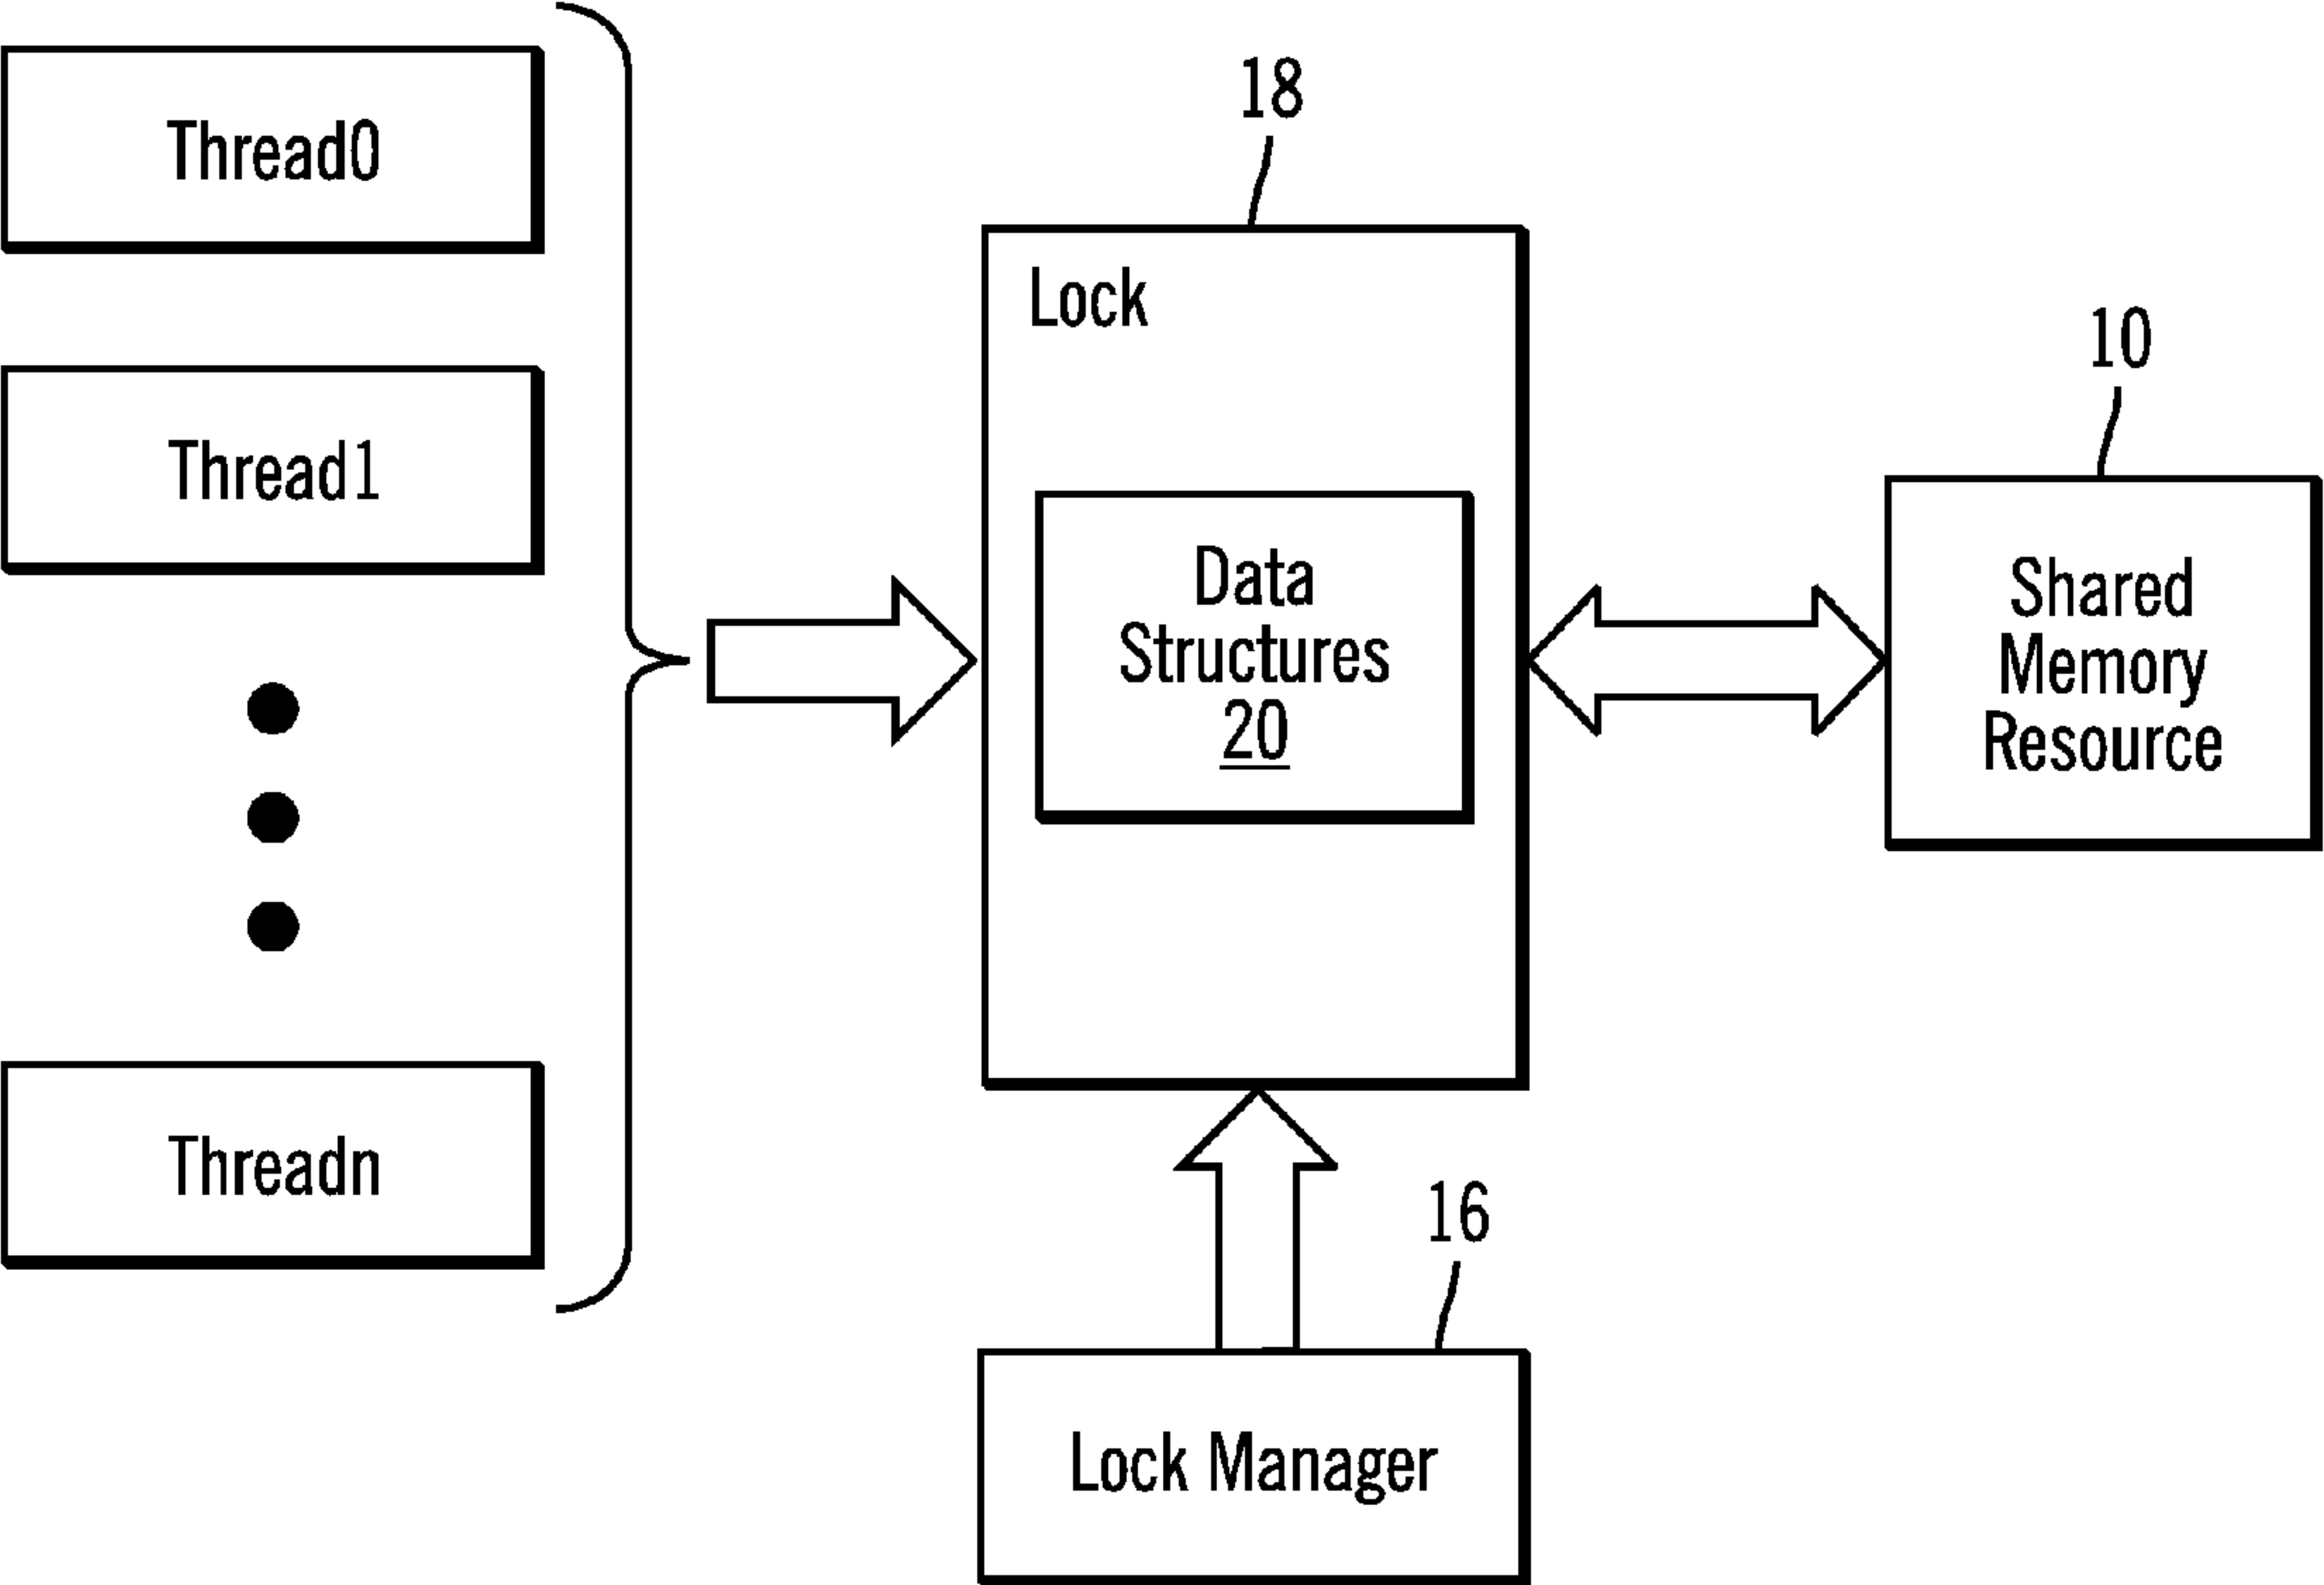 Thread0
Thread1
Threadn
18
Lock
Data
Structures
20
10
Shared
Memory
Resource
16
Lock Manager